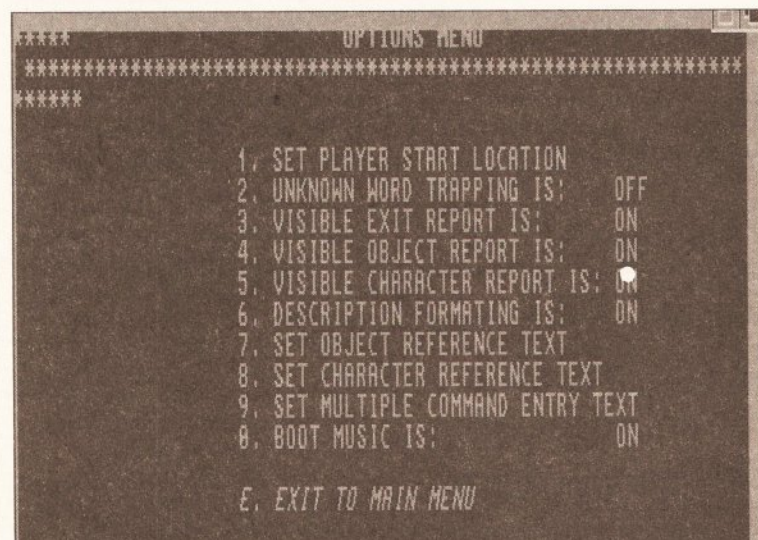 ***** OPTIONS MENU
*************************************************************
******
1. SET PLAYER START LOCATION
2. UNKNOWN WORD TRAPPING IS: OFF
3. VISIBLE EXIT REPORT IS: ON
4. VISIBLE OBJECT REPORT IS: ON
5. VISIBLE CHARACTER REPORT IS: ON
6. DESCRIPTION FORMATING IS: ON
7. SET OBJECT REFERENCE TEXT
8. SET CHARACTER REFERENCE TEXT
9. SET MULTIPLE COMMAND ENTRY TEXT
0. BOOT MUSIC IS: ON
E. EXIT TO MAIN MENU